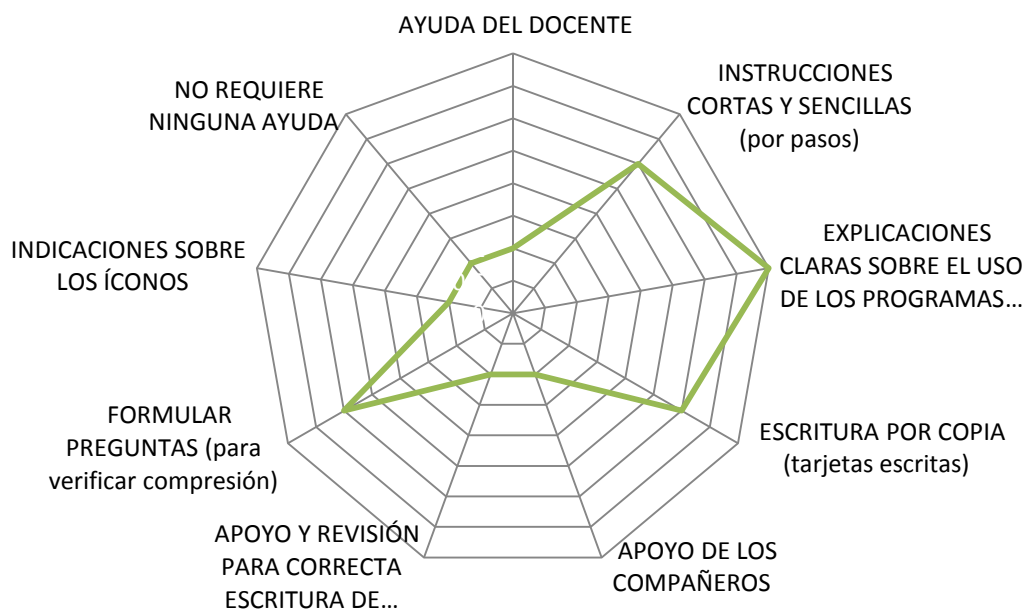 AYUDA DEL DOCENTE
INSTRUCCIONES
CORTAS Y SENCILLAS
(por pasos)
EXPLICACIONES
CLARAS SOBRE EL USO
DE LOS PROGRAMAS…
ESCRITURA POR COPIA
(tarjetas escritas)
APOYO DE LOS
COMPAÑEROS
APOYO Y REVISIÓN
PARA CORRECTA
ESCRITURA DE…
FORMULAR
PREGUNTAS (para
verificar compresión)
INDICACIONES SOBRE
LOS ÍCONOS
NO REQUIERE
NINGUNA AYUDA